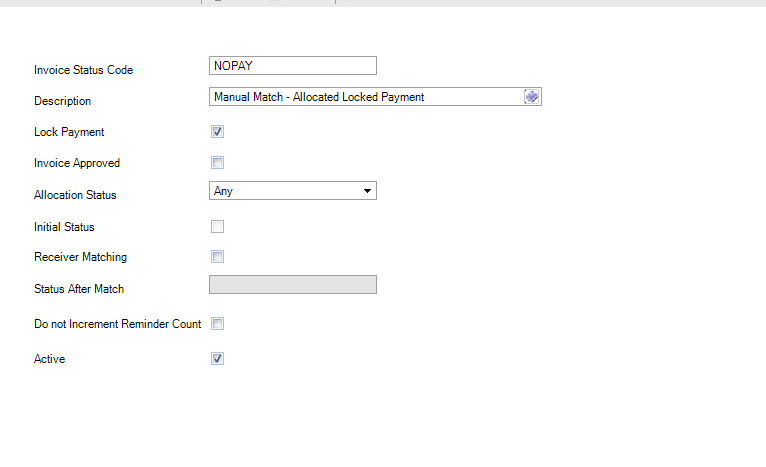 Invoice Status Code NOPAY
Description Manual Match - Allocated Locked Payment
Lock Payment
Invoice Approved
Allocation Status Any
Initial Status
Receiver Matching
Status After Match
Do not Increment Reminder Count
Active